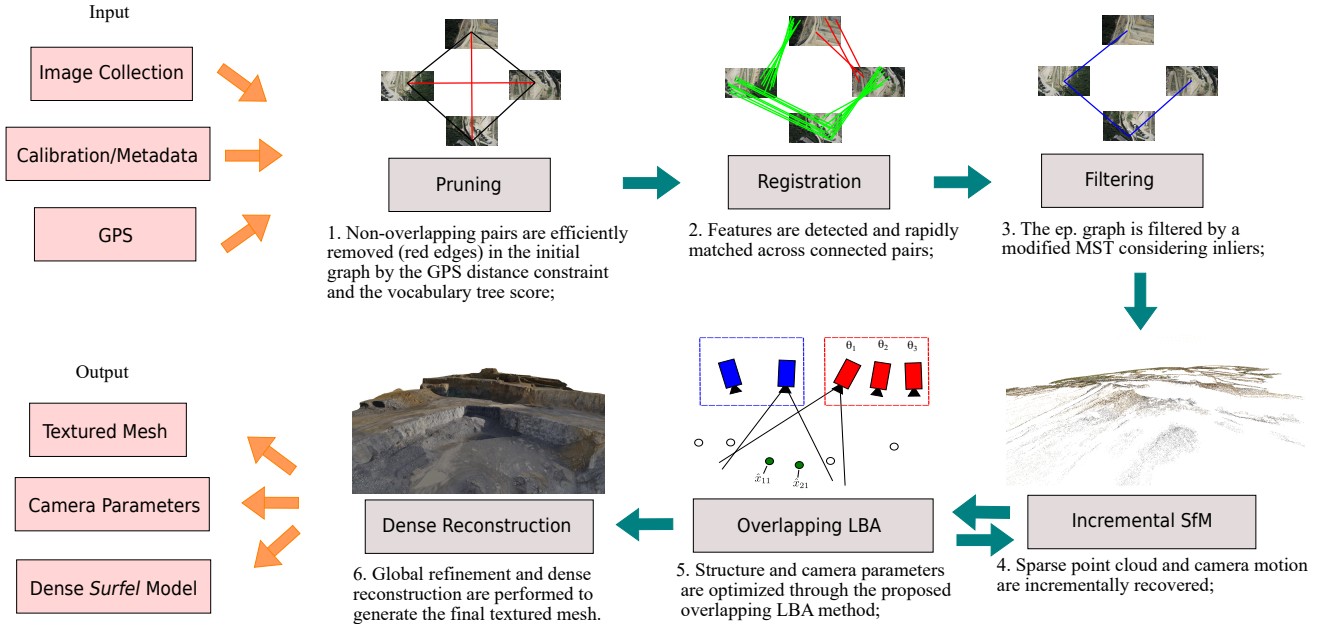 Input
Image Collection
Calibration/Metadata
GPS
Pruning
1. Non-overlapping pairs are efficiently
removed (red edges) in the initial
graph by the GPS distance constraint
and the vocabulary tree score;
Registration
2. Features are detected and rapidly
matched across connected pairs;
Filtering
3. The ep. graph is filtered by a
modified MST considering inliers;
Incremental SfM
4. Sparse point cloud and camera motion
are incrementally recovered;
θ₁ θ₂ θ₃
x̂₁₁ x̂₂₁
Overlapping LBA
5. Structure and camera parameters
are optimized through the proposed
overlapping LBA method;
Dense Reconstruction
6. Global refinement and dense
reconstruction are performed to
generate the final textured mesh.
Output
Textured Mesh
Camera Parameters
Dense Surfel Model